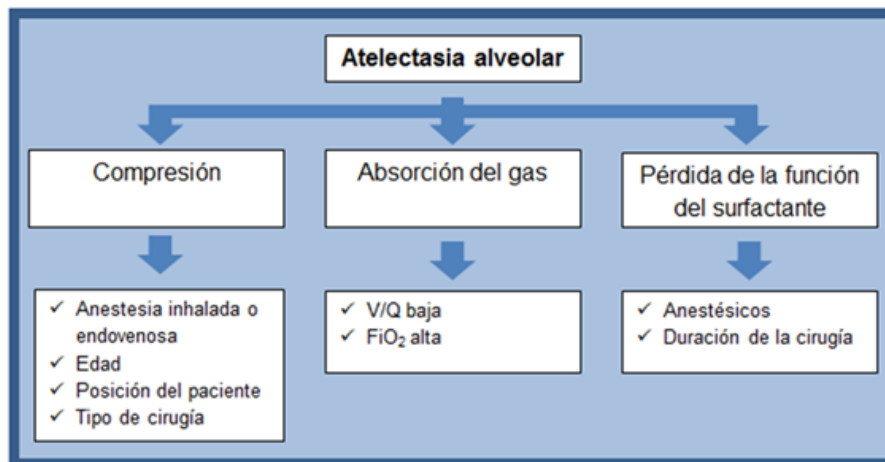 Atelectasia alveolar
Compresión
Absorción del gas
Pérdida de la función
del surfactante
✓ Anestesia inhalada o
endovenosa
✓ Edad
✓ Posición del paciente
✓ Tipo de cirugía
✓ V/Q baja
✓ FiO₂ alta
✓ Anestésicos
✓ Duración de la cirugía